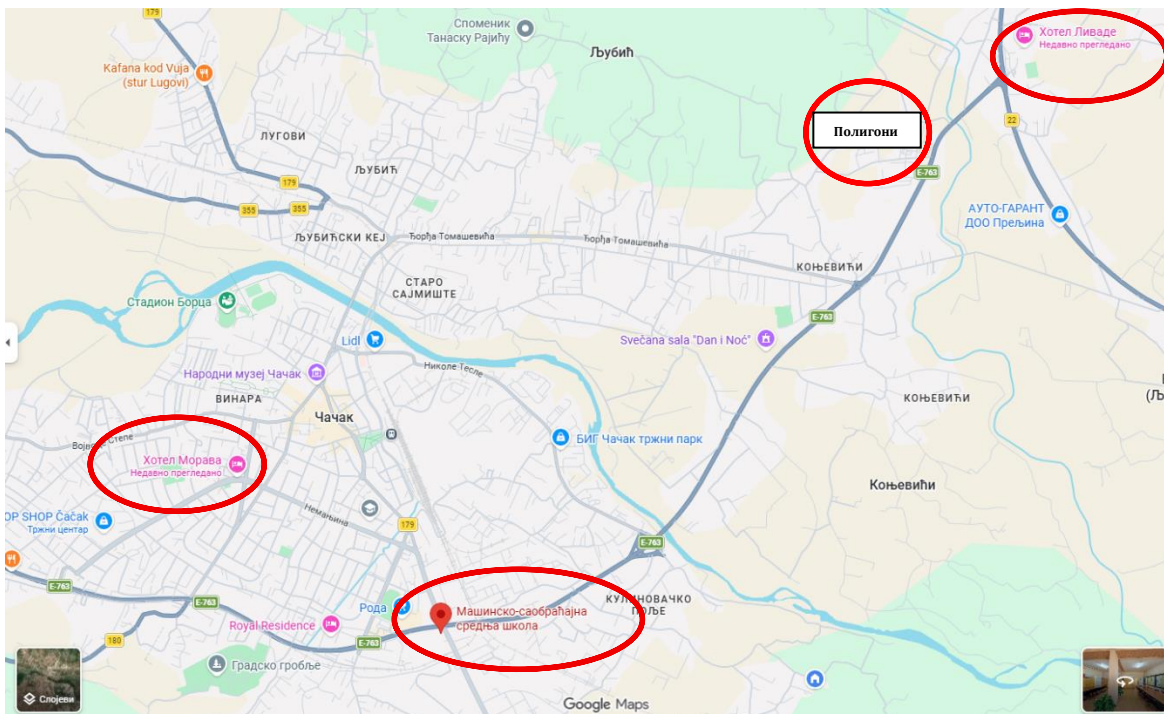 179
Споменик
Танаску Рајићу
Љубић
Хотел Ливаде
Недавно прегледано
Kafana kod Vuja
(stur Lugovi)
22
Полигони
ЛУГОВИ
ЉУБИЋ
E-763
179
355
355
АУТО-ГАРАНТ
ДОО Прељина
ЉУБИЋСКИ КЕЈ
Ђорђа Томашевића
Ђорђа Томашевића
КОЊЕВИЋИ
СТАРО
САЈМИШТЕ
Стадион Борца
E-763
Lidl
Svečana sala "Dan i Noć"
Народни музеј Чачак
Николе Тесле
ВИНАРА
КОЊЕВИЋИ
(Љ
Чачак
Војводе Степе
БИГ Чачак тржни парк
Хотел Морава
Недавно прегледано
Коњевићи
OP SHOP Čačak
Тржни центар
Немањина
179
E-763
E-763
E-763
КУЛИНОВАЧКО
ПОЉЕ
Рода
Машинско-саобраћајна
средња школа
Royal Residence
180
E-763
Градско гробље
Слојеви
Google Maps